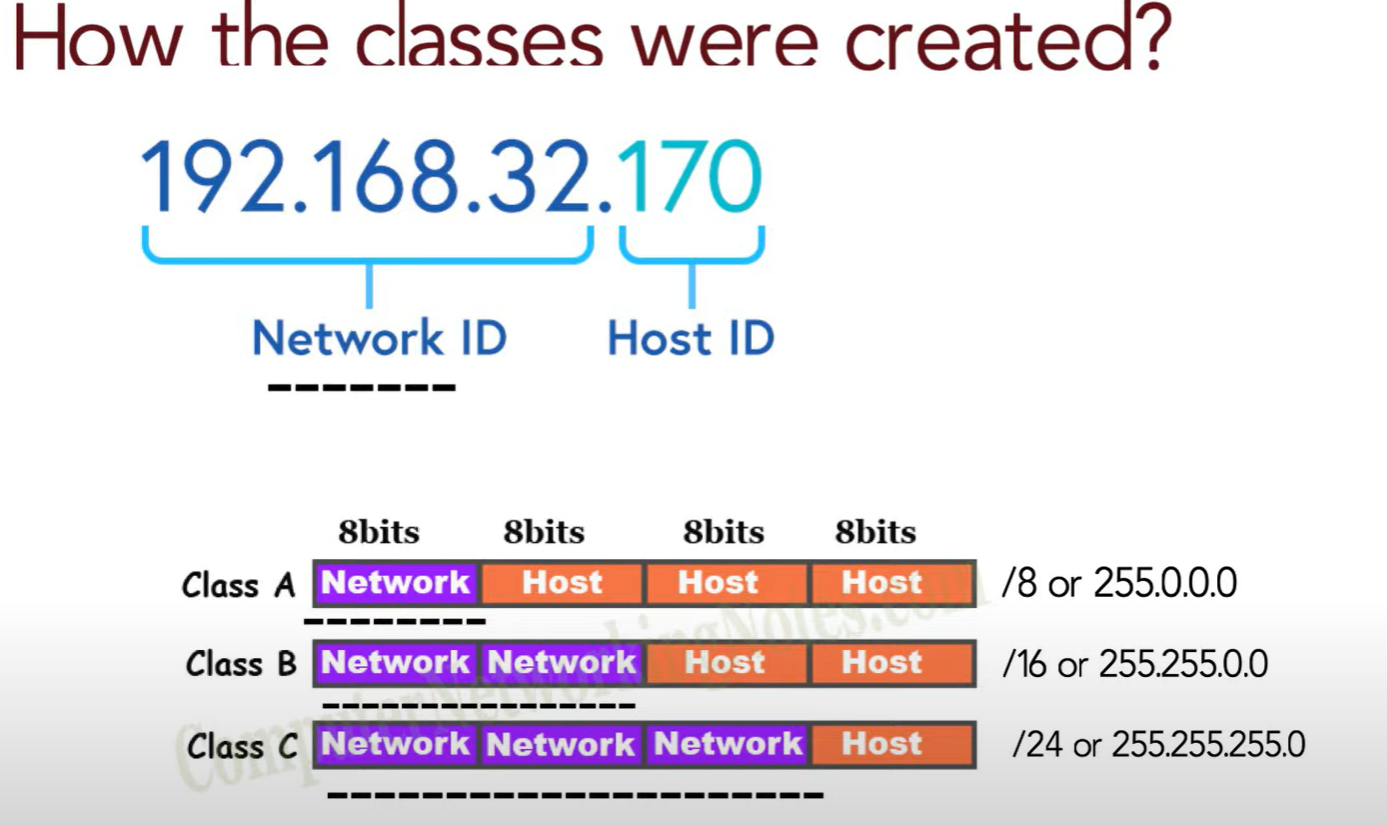 How the classes were created?
192.168.32.170
Network ID Host ID
8bits 8bits 8bits 8bits
Class A Network Host Host Host /8 or 255.0.0.0
Class B Network Network Host Host /16 or 255.255.0.0
Class C Network Network Network Host /24 or 255.255.255.0
ComputerNetworkingNotes.com